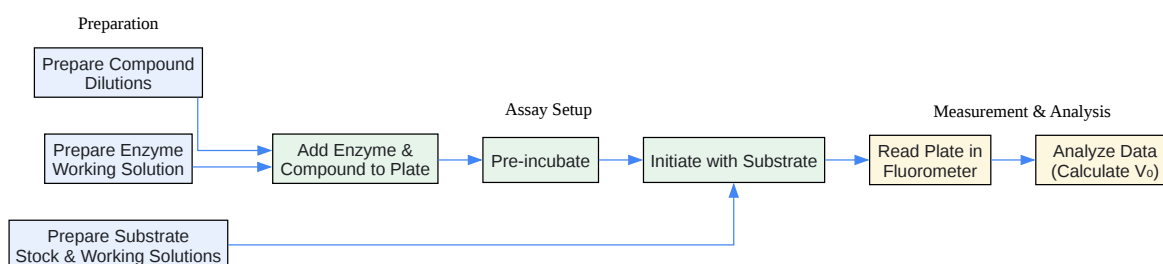 Preparation
Prepare Compound
Dilutions
Assay Setup
Measurement & Analysis
Prepare Enzyme
Working Solution
Add Enzyme &
Compound to Plate
Pre-incubate
Initiate with Substrate
Read Plate in
Fluorometer
Analyze Data
(Calculate V₀)
Prepare Substrate
Stock & Working Solutions